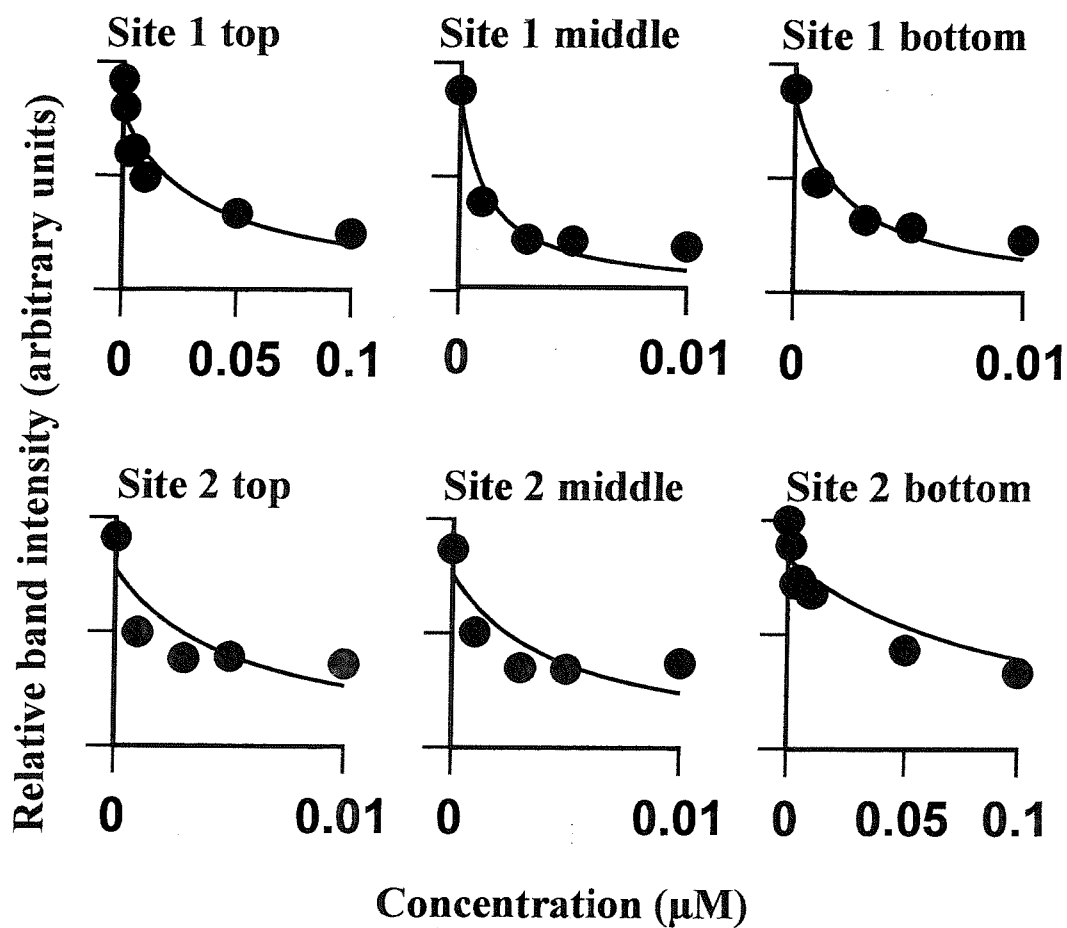 Site 1 top
Site 1 middle
Site 1 bottom
0 0.05 0.1
0 0.01
0 0.01
Relative band intensity (arbitrary units)
Site 2 top
Site 2 middle
Site 2 bottom
0 0.01
0 0.01
0 0.05 0.1
Concentration (µM)